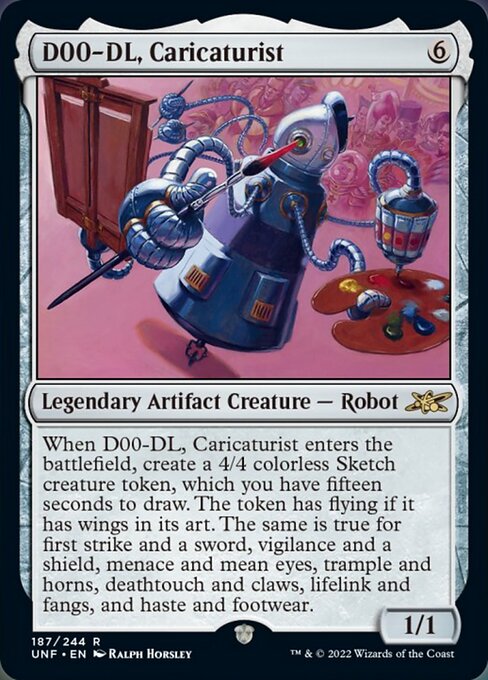 D00-DL, Caricaturist 6
Legendary Artifact Creature — Robot
When D00-DL, Caricaturist enters the
battlefield, create a 4/4 colorless Sketch
creature token, which you have fifteen
seconds to draw. The token has flying if it
has wings in its art. The same is true for
first strike and a sword, vigilance and a
shield, menace and mean eyes, trample and
horns, deathtouch and claws, lifelink and
fangs, and haste and footwear.
1/1
187/244 R
UNF • EN Ralph Horsley
™ & © 2022 Wizards of the Coast